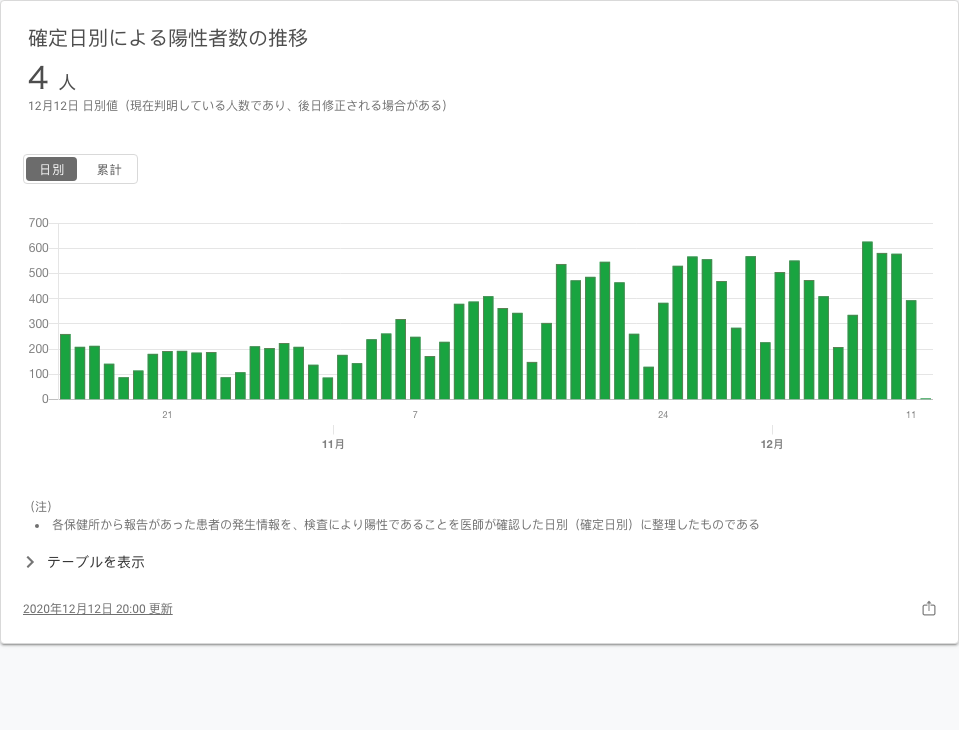 確定日別による陽性者数の推移
4 人
12月12日 日別値（現在判明している人数であり、後日修正される場合がある）
日別 累計
700
600
500
400
300
200
100
0
21 7 24 11
11月 12月
（注）
• 各保健所から報告があった患者の発生情報を、検査により陽性であることを医師が確認した日別（確定日別）に整理したものである
テーブルを表示
2020年12月12日 20:00 更新